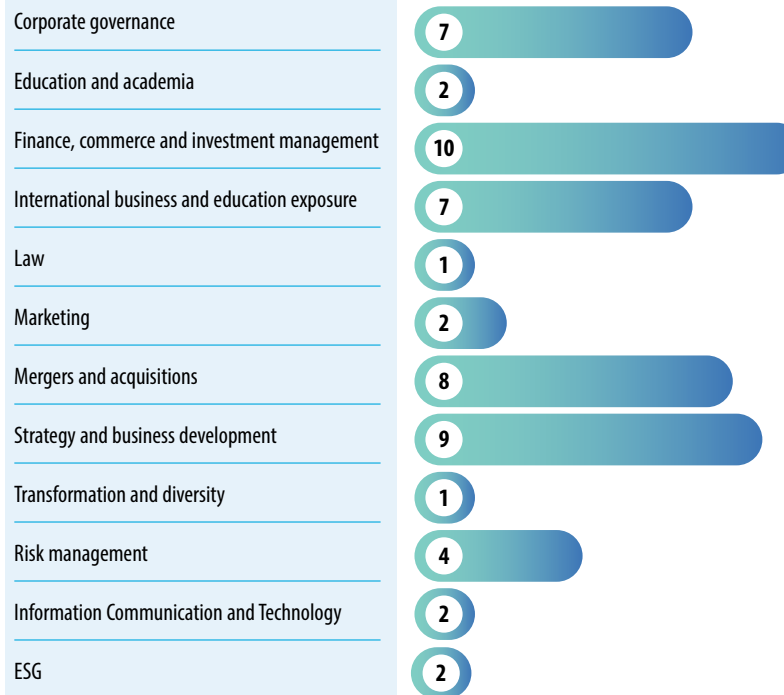 Corporate governance 7
Education and academia 2
Finance, commerce and investment management 10
International business and education exposure 7
Law 1
Marketing 2
Mergers and acquisitions 8
Strategy and business development 9
Transformation and diversity 1
Risk management 4
Information Communication and Technology 2
ESG 2